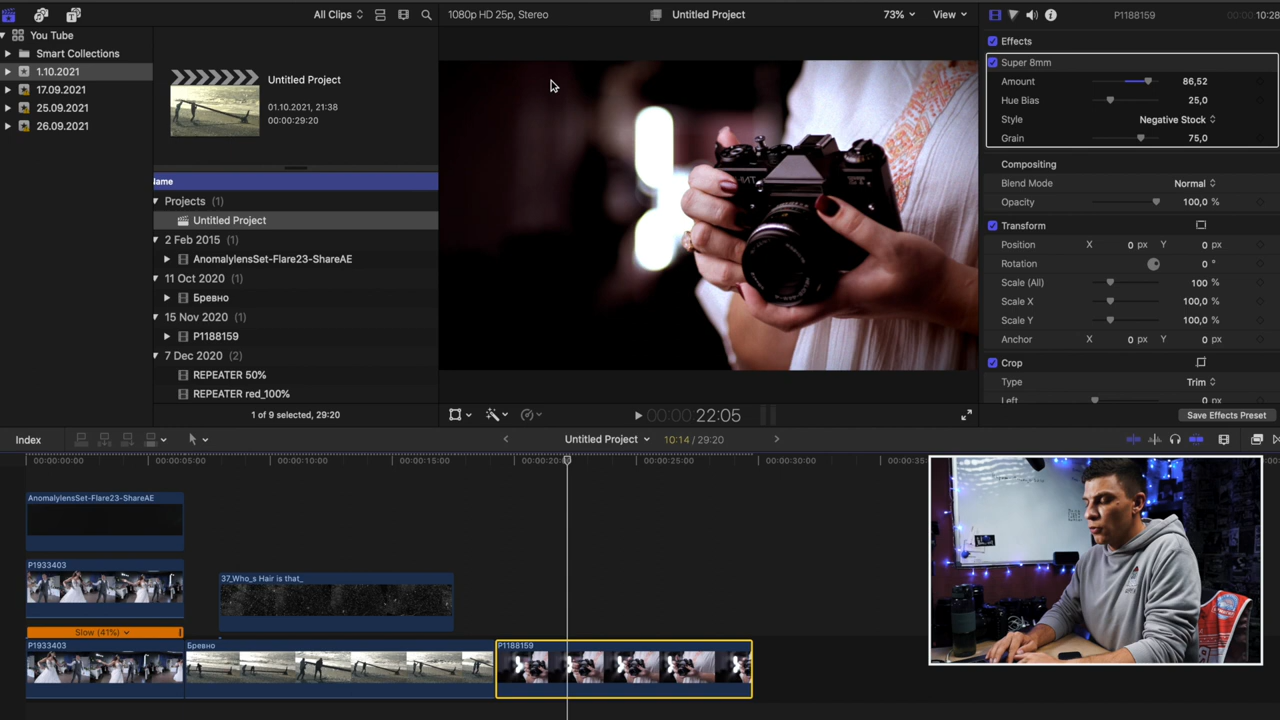 All Clips
1080p HD 25p, Stereo
Untitled Project
73%
View
P1188159
00:00:10:28
You Tube
Smart Collections
1.10.2021
17.09.2021
25.09.2021
26.09.2021
Untitled Project
01.10.2021, 21:38
00:00:29:20
Name
Projects (1)
Untitled Project
2 Feb 2015 (1)
AnomalylensSet-Flare23-ShareAE
11 Oct 2020 (1)
Бревно
15 Nov 2020 (1)
P1188159
7 Dec 2020 (2)
REPEATER 50%
REPEATER red_100%
1 of 9 selected, 29:20
00:00:22:05
Effects
Super 8mm
Amount 86,52
Hue Bias 25,0
Style Negative Stock
Grain 75,0
Compositing
Blend Mode Normal
Opacity 100,0 %
Transform
Position X 0 px Y 0 px
Rotation 0 °
Scale (All) 100 %
Scale X 100,0 %
Scale Y 100,0 %
Anchor X 0 px Y 0 px
Crop
Type Trim
Left 0 px
Save Effects Preset
Index
Untitled Project
10:14 / 29:20
00:00:00:00
00:00:05:00
00:00:10:00
00:00:15:00
00:00:20:00
00:00:25:00
00:00:30:00
00:00:35:
AnomalylensSet-Flare23-ShareAE
P1933403
37_Who_s Hair is that_
Slow (41%)
P1933403
Бревно
P1188159